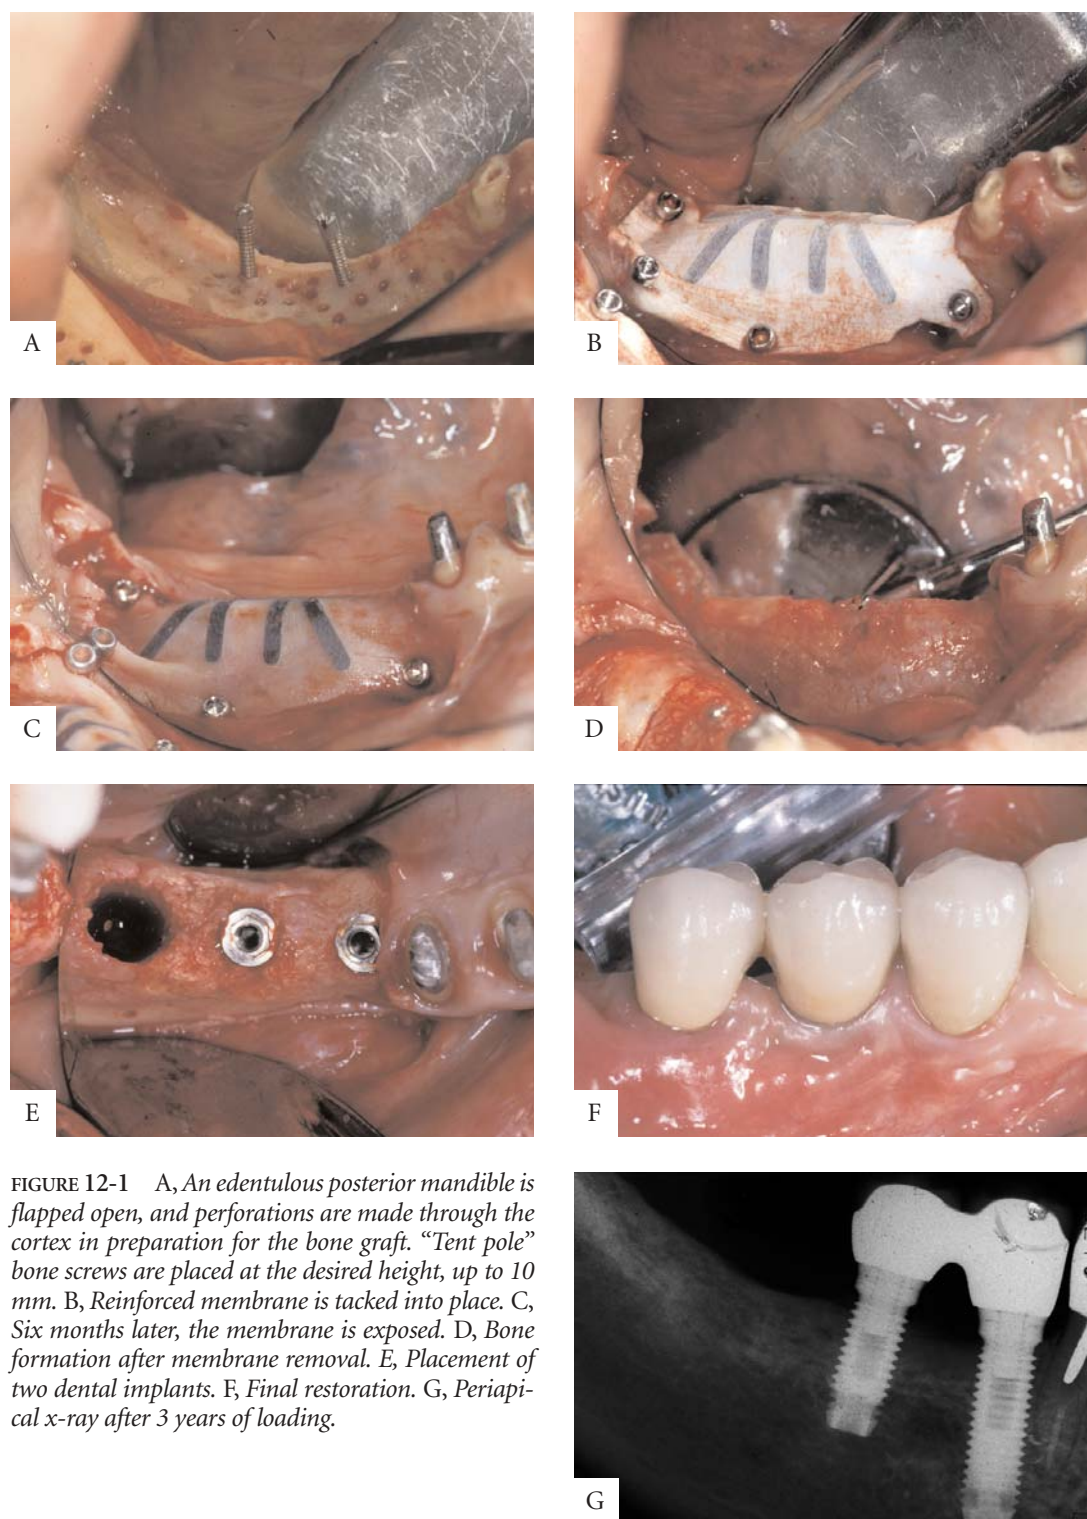 A
B
C
D
E
F
FIGURE 12-1 A, An edentulous posterior mandible is
flapped open, and perforations are made through the
cortex in preparation for the bone graft. “Tent pole”
bone screws are placed at the desired height, up to 10
mm. B, Reinforced membrane is tacked into place. C,
Six months later, the membrane is exposed. D, Bone
formation after membrane removal. E, Placement of
two dental implants. F, Final restoration. G, Periapi-
cal x-ray after 3 years of loading.
G